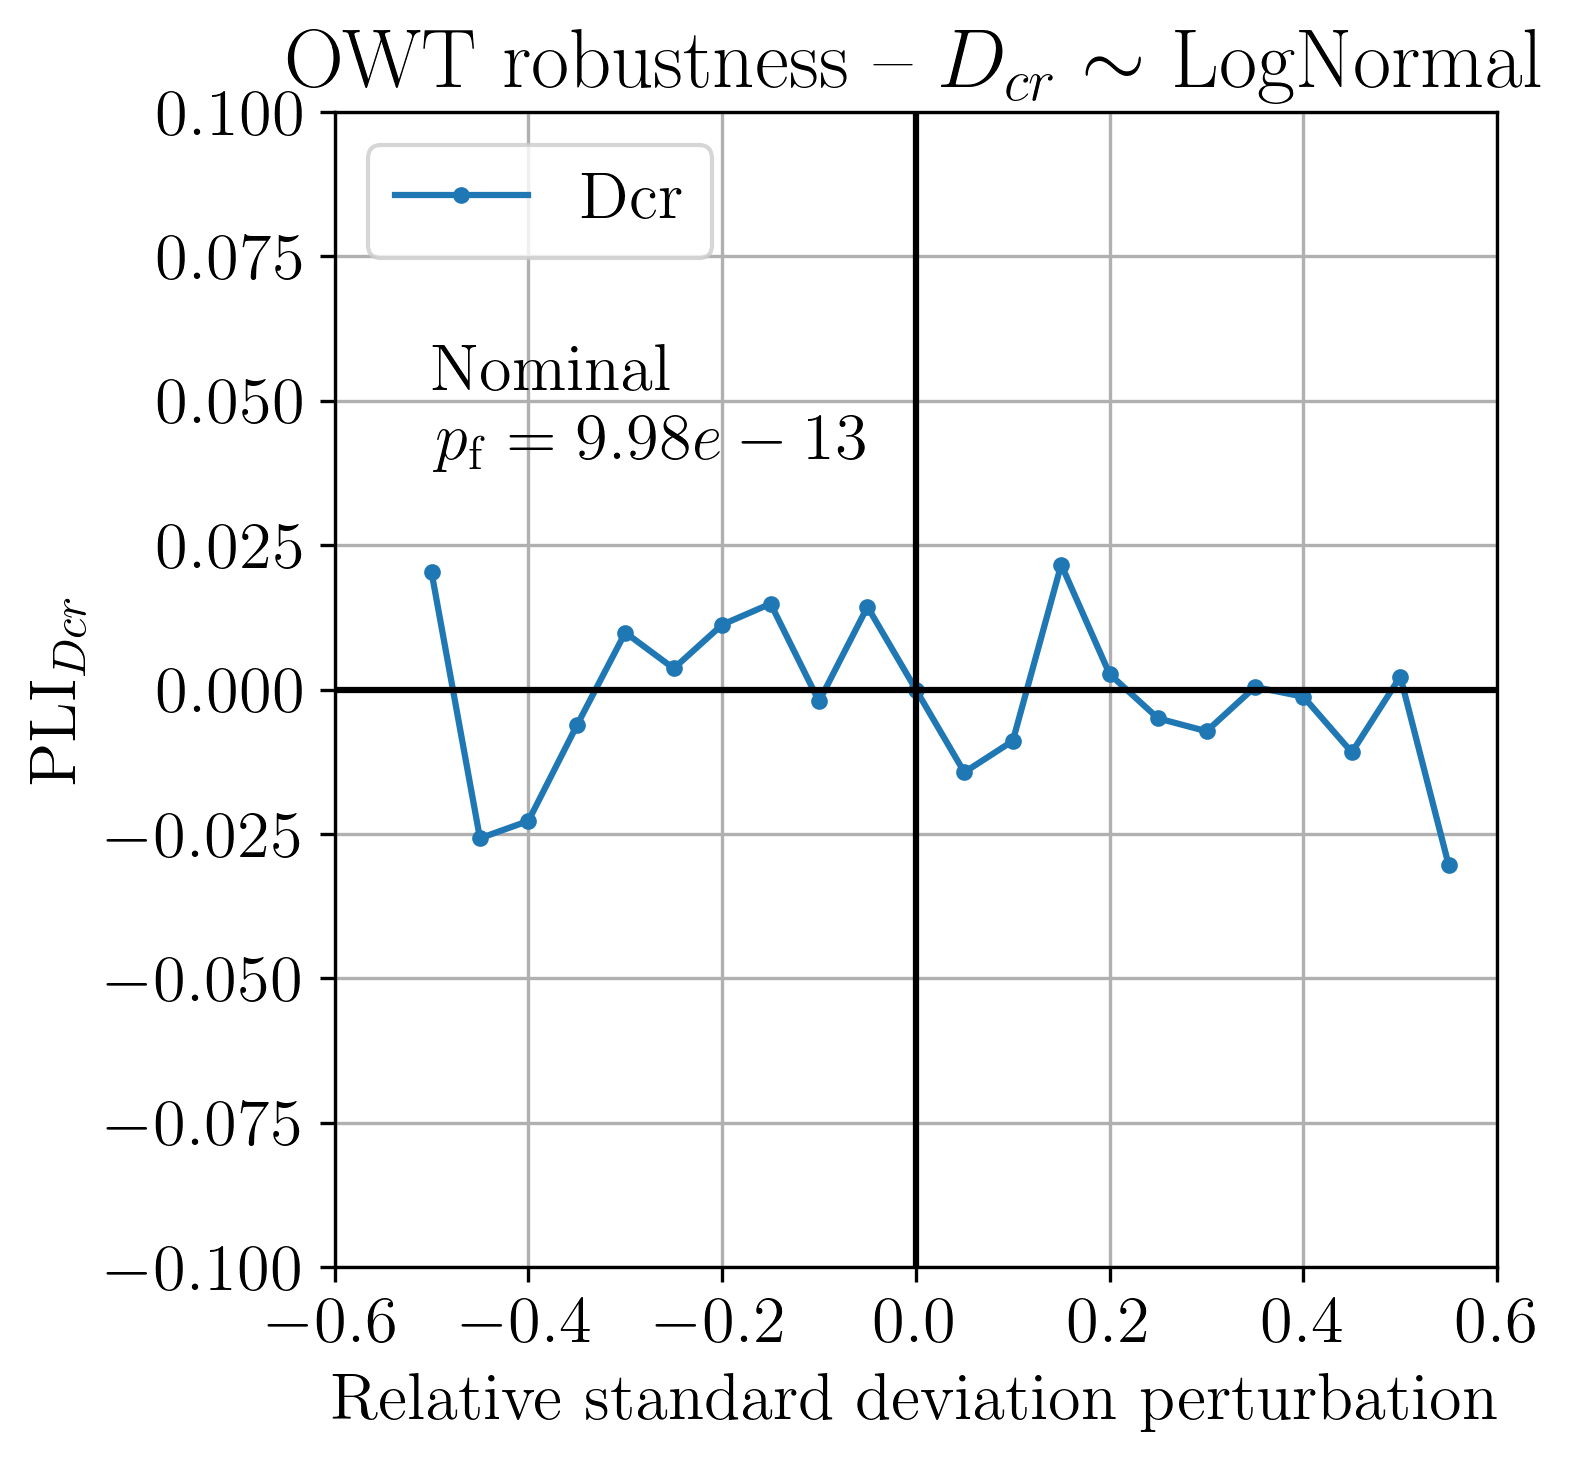 OWT robustness – D_cr ∼ LogNormal
0.100
0.075
0.050
0.025
0.000
−0.025
−0.050
−0.075
−0.100
PLI_Dcr
Dcr
Nominal
p_f = 9.98e − 13
−0.6 −0.4 −0.2 0.0 0.2 0.4 0.6
Relative standard deviation perturbation